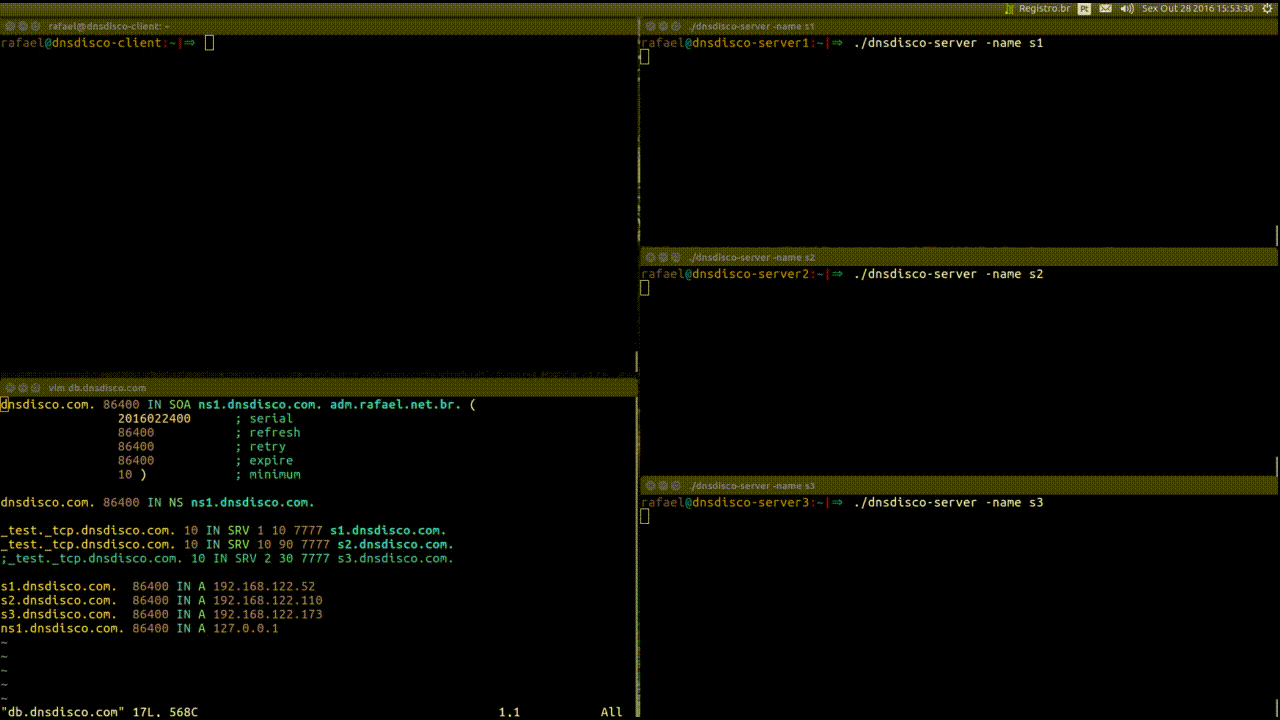 Registro.br Pt Sex Out 28 2016 15:53:30
rafael@dnsdisco-client: ~
rafael@dnsdisco-client:~|⇒
vim db.dnsdisco.com
dnsdisco.com. 86400 IN SOA ns1.dnsdisco.com. adm.rafael.net.br. (
2016022400 ; serial
86400 ; refresh
86400 ; retry
86400 ; expire
10 ) ; minimum
dnsdisco.com. 86400 IN NS ns1.dnsdisco.com.
_test._tcp.dnsdisco.com. 10 IN SRV 1 10 7777 s1.dnsdisco.com.
_test._tcp.dnsdisco.com. 10 IN SRV 10 90 7777 s2.dnsdisco.com.
;_test._tcp.dnsdisco.com. 10 IN SRV 2 30 7777 s3.dnsdisco.com.
s1.dnsdisco.com. 86400 IN A 192.168.122.52
s2.dnsdisco.com. 86400 IN A 192.168.122.110
s3.dnsdisco.com. 86400 IN A 192.168.122.173
ns1.dnsdisco.com. 86400 IN A 127.0.0.1
~
~
~
~
~
"db.dnsdisco.com" 17L, 568C 1,1 All
./dnsdisco-server -name s1
rafael@dnsdisco-server1:~|⇒ ./dnsdisco-server -name s1
./dnsdisco-server -name s2
rafael@dnsdisco-server2:~|⇒ ./dnsdisco-server -name s2
./dnsdisco-server -name s3
rafael@dnsdisco-server3:~|⇒ ./dnsdisco-server -name s3